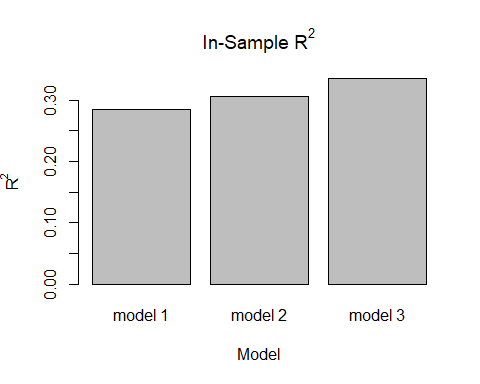 In-Sample R²
R²
0.30
0.20
0.10
0.00
model 1 model 2 model 3
Model